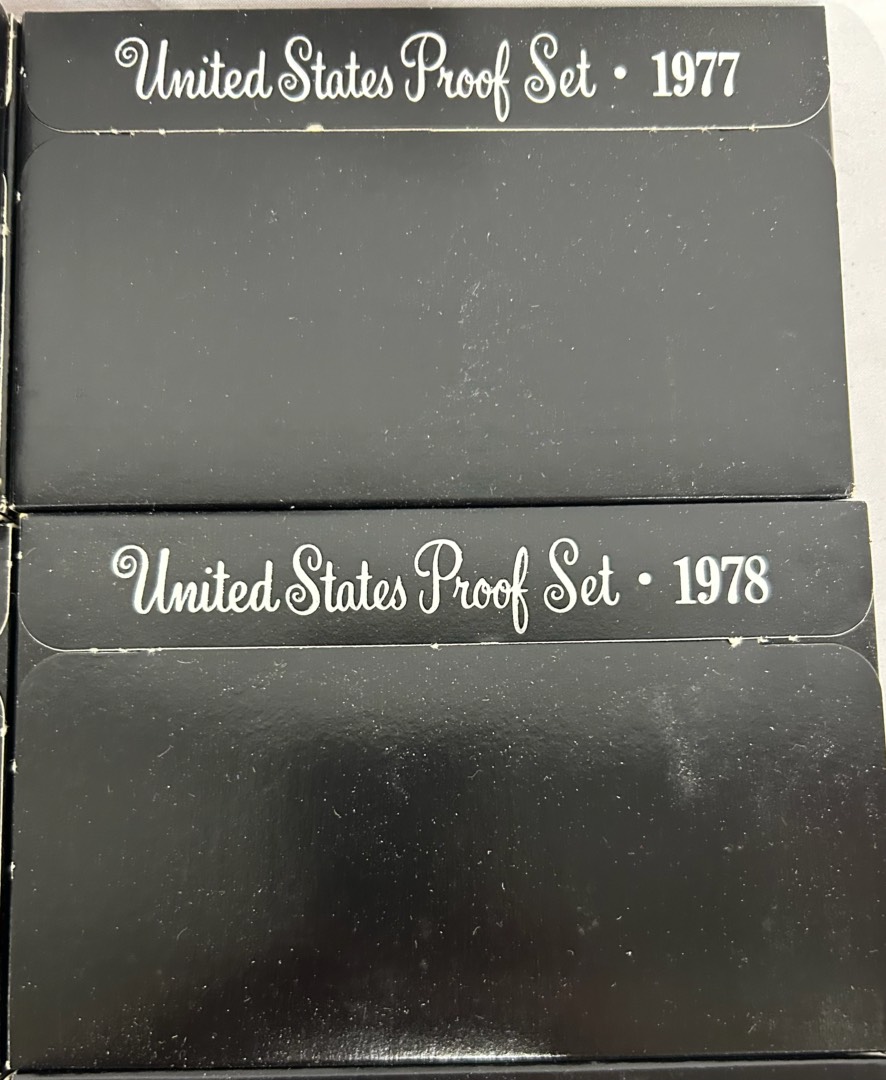 United States Proof Set • 1977
United States Proof Set • 1978